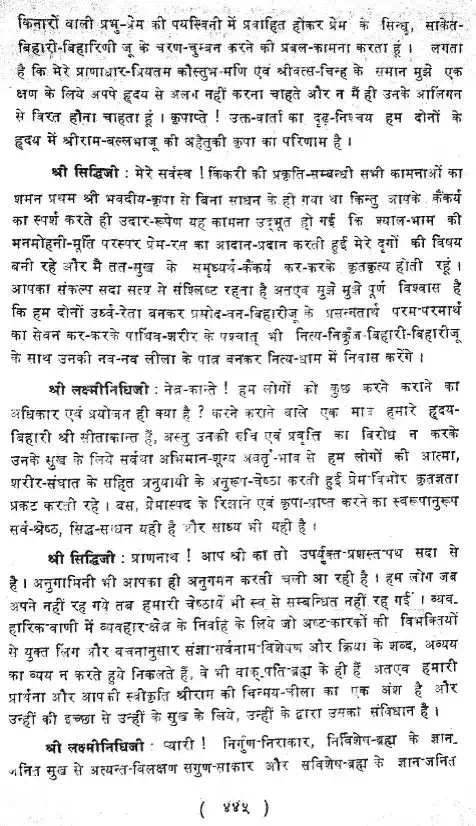 किनारों वाली प्रभु-प्रेम की पयस्विनी में प्रवाहित होकर प्रेम के सिन्धु, साकेत-
बिहारी-बिहारिणी जू के चरण-चुम्बन करने की प्रबल-कामना करता हूं । लगता
है कि मेरे प्राणाधार-प्रियतम कौस्तुभ-मणि एवं श्रीवत्स-चिन्ह के समान मुझे एक
क्षण के लिये अपपे हृदय से अलग नहीं करना चाहते और न मैं ही उनके आलिंगन
से विरत होना चाहता हूं । कृपाप्ते ! उक्त-वार्ता का दृढ़-निश्चय हम दोनों के
हृदय में श्रीराम-बल्लभाजू की अहैतुकी कृपा का परिणाम है ।
श्री सिद्धिजी : मेरे सर्वस्व ! किंकरी की प्रकृति-सम्बन्धी सभी कामनाओं का
शमन प्रथम श्री भवदीय-कृपा से बिना साधन के हो गया था किन्तु आपके कैंकर्य
का स्पर्श करते ही उदार-रूपेण यह कामना उद्भूत हो गई कि श्याल-भाम की
मनमोहनी-मूर्ति परस्पर प्रेम-रस का आदान-प्रदान करती हुई मेरे दृगों की विषय
बनी रहे और मैं तत-सुख के समृध्यर्थ-कैंकर्य कर-करके कृतकृत्य होती रहूं ।
आपका संकल्प सदा सत्य से संश्लिष्ट रहता है अतएव मुझे मुझे पूर्ण विश्वास है
कि हम दोनों उर्ध्व-रेता बनकर प्रमोद-वन-बिहारीजू के प्रसन्नतार्थ परम-परमार्थ
का सेवन कर-करके पार्थिव-शरीर के पश्चात् भी नित्य-निकुँज-बिहारी-बिहारीजू
के साथ उनकी नव-नव लीला के पात्र बनकर नित्य-धाम में निवास करेंगे ।
श्री लक्ष्मीनिधिजी : नेत्र-कान्ते ! हम लोगों को कुछ करने कराने का
अधिकार एवं प्रयोजन ही क्या है ? करने कराने वाले एक मात्र हमारे हृदय-
बिहारी श्री सीताकान्त हैं, अस्तु उनकी रुचि एवं प्रवृत्ति का विरोध न करके
उनके सुख के लिये सर्वथा अभिमान-शून्य अवर्तृ-भाव से हम लोगों की आत्मा,
शरीर-संघात के सहित अनुयायी के अनुरूप-चेष्ठा करती हुई प्रेम-विभोर कृतज्ञता
प्रकट करती रहे । बस, प्रेमास्पद के रिझाने एवं कृपा-प्राप्त करने का स्वरूपानुरूप
सर्व-श्रेष्ठ, सिद्ध-साधन यही है और साध्य भी यही है ।
श्री सिद्धिजी : प्राणनाथ ! आप श्री का तो उपर्युक्त-प्रशस्त-पथ सदा से
है । अनुगामिनी भी आपका ही अनुगमन करती चली आ रही है । हम लोग जब
अपने नहीं रह गये तब हमारी चेष्ठायें भी स्व से सम्बन्धित नहीं रह गईं । व्यव-
हारिक-वाणी में व्यवहार-क्षेत्र के निर्वाह के लिये जो अष्ट-कारकों की विभक्तियों
से युक्त लिंग और बचनानुसार संज्ञा-सर्वनाम-विशेषण और क्रिया के शब्द, अव्यय
का व्यय न करते हुये निकलते हैं, वे भी वाक्-पति-ब्रह्म के ही हैं अतएव हमारी
प्रार्थना और आपकी स्वीकृति श्रीराम की चिन्मय-लीला का एक अंश है और
उन्हीं की इच्छा से उन्हीं के सुख के लिये, उन्हीं के द्वारा उसका संविधान है ।
श्री लक्ष्मीनिधिजी : प्यारी ! निर्गुण-निराकार, निर्विशेष-ब्रह्म के ज्ञान-
जनित सुख से अत्यन्त-विलक्षण सगुण-साकार और सविशेष-ब्रह्म के ज्ञान-जनित
( ४४५ )